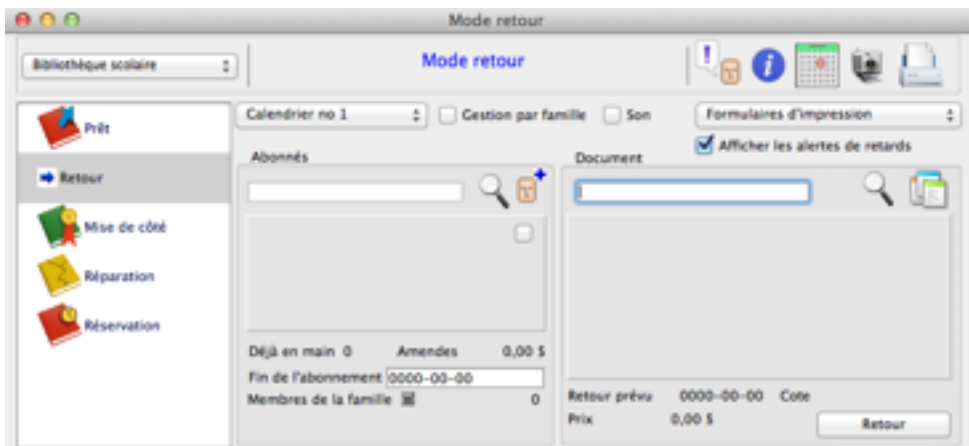 Mode retour
Bibliothèque scolaire
Mode retour
Prêt
Retour
Mise de côté
Réparation
Réservation
Calendrier no 1
Gestion par famille
Son
Formulaires d'impression
Afficher les alertes de retards
Abonnés
Document
Déjà en main 0 Amendes 0,00 $
Fin de l'abonnement 0000-00-00
Membres de la famille 0
Retour prévu 0000-00-00 Cote
Prix 0,00 $
Retour